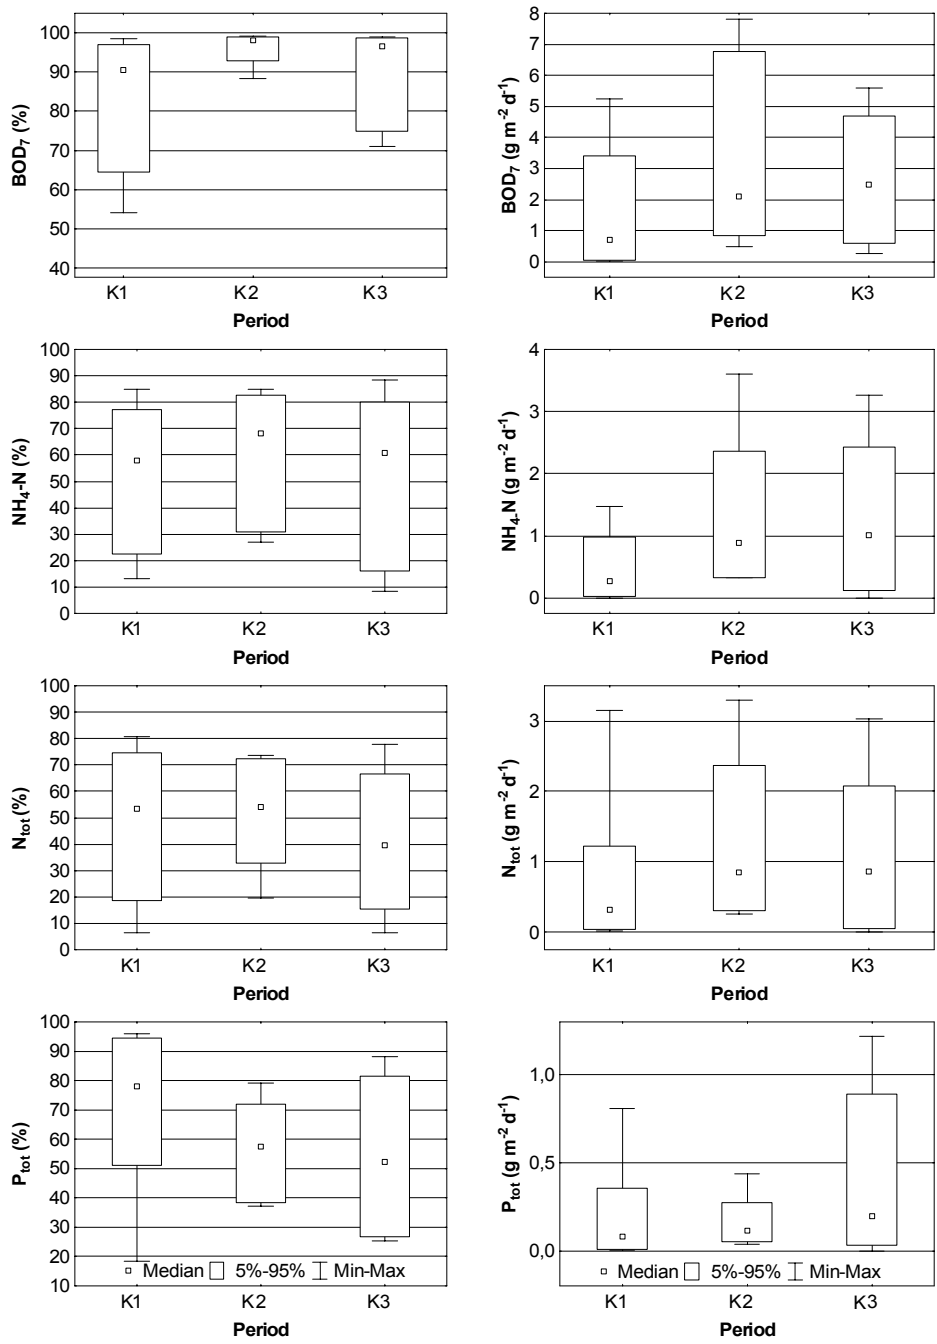 BOD7 (%)
100
90
80
70
60
50
40
K1 K2 K3
Period
BOD7 (g m-2 d-1)
8
7
6
5
4
3
2
1
0
K1 K2 K3
Period
NH4-N (%)
100
90
80
70
60
50
40
30
20
10
0
K1 K2 K3
Period
NH4-N (g m-2 d-1)
4
3
2
1
0
K1 K2 K3
Period
Ntot (%)
100
90
80
70
60
50
40
30
20
10
0
K1 K2 K3
Period
Ntot (g m-2 d-1)
3
2
1
0
K1 K2 K3
Period
Ptot (%)
100
90
80
70
60
50
40
30
20
10
Median 5%-95% Min-Max
K1 K2 K3
Period
Ptot (g m-2 d-1)
1,0
0,5
0,0
Median 5%-95% Min-Max
K1 K2 K3
Period